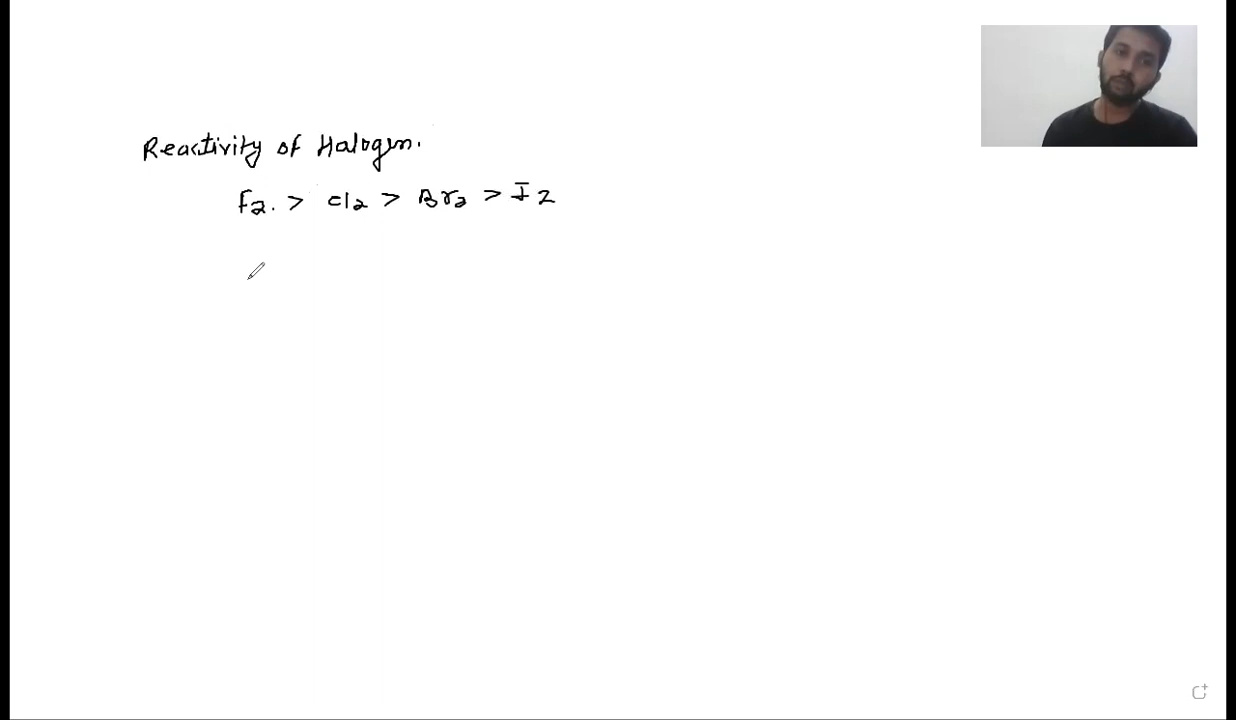 Reactivity of Halogen.
F2. > Cl2 > Br2 > I2